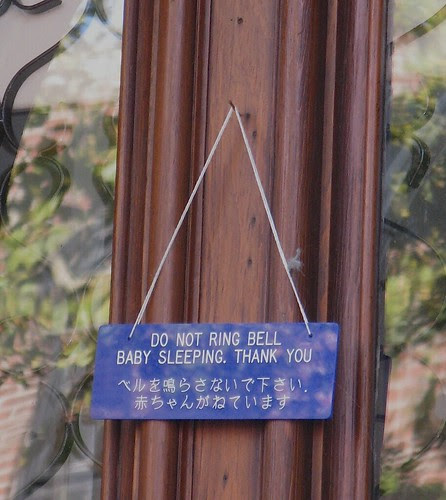 DO NOT RING BELL
BABY SLEEPING. THANK YOU
ベルを鳴らさないで下さい.
赤ちゃんがねています